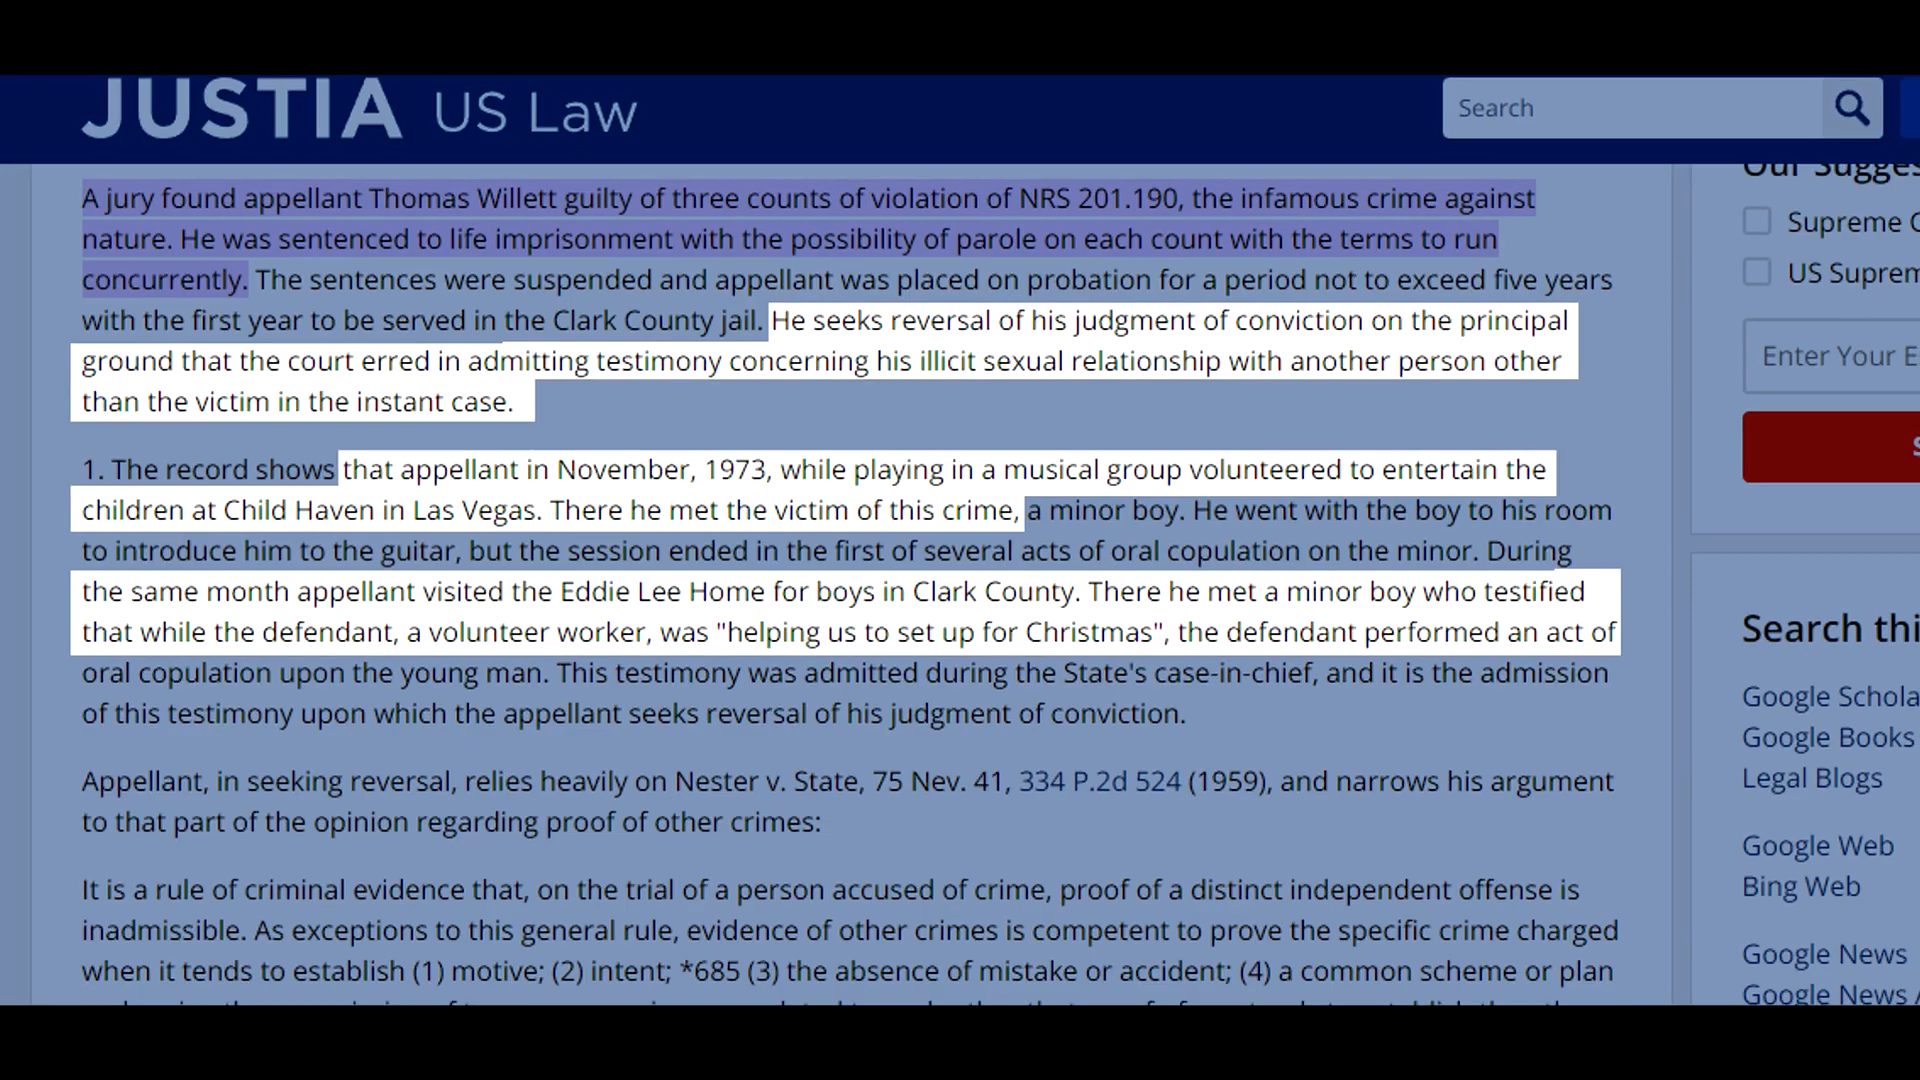 JUSTIA US Law
Search
A jury found appellant Thomas Willett guilty of three counts of violation of NRS 201.190, the infamous crime against
nature. He was sentenced to life imprisonment with the possibility of parole on each count with the terms to run
concurrently. The sentences were suspended and appellant was placed on probation for a period not to exceed five years
with the first year to be served in the Clark County jail. He seeks reversal of his judgment of conviction on the principal
ground that the court erred in admitting testimony concerning his illicit sexual relationship with another person other
than the victim in the instant case.
1. The record shows that appellant in November, 1973, while playing in a musical group volunteered to entertain the
children at Child Haven in Las Vegas. There he met the victim of this crime, a minor boy. He went with the boy to his room
to introduce him to the guitar, but the session ended in the first of several acts of oral copulation on the minor. During
the same month appellant visited the Eddie Lee Home for boys in Clark County. There he met a minor boy who testified
that while the defendant, a volunteer worker, was "helping us to set up for Christmas", the defendant performed an act of
oral copulation upon the young man. This testimony was admitted during the State's case-in-chief, and it is the admission
of this testimony upon which the appellant seeks reversal of his judgment of conviction.
Appellant, in seeking reversal, relies heavily on Nester v. State, 75 Nev. 41, 334 P.2d 524 (1959), and narrows his argument
to that part of the opinion regarding proof of other crimes:
It is a rule of criminal evidence that, on the trial of a person accused of crime, proof of a distinct independent offense is
inadmissible. As exceptions to this general rule, evidence of other crimes is competent to prove the specific crime charged
when it tends to establish (1) motive; (2) intent; *685 (3) the absence of mistake or accident; (4) a common scheme or plan
Our Sugges
Supreme C
US Suprem
Enter Your E
S
Search thi
Google Schola
Google Books
Legal Blogs
Google Web
Bing Web
Google News
Google News A